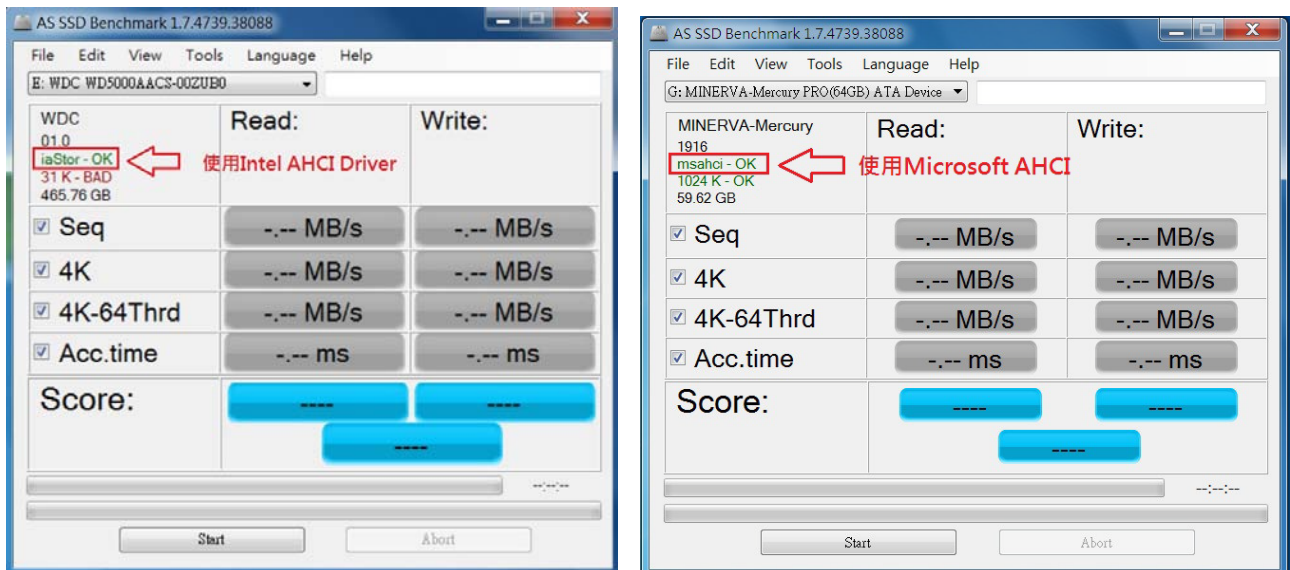 AS SSD Benchmark 1.7.4739.38088
File Edit View Tools Language Help
E: WDC WD5000AACS-00ZUB0
WDC
01.0
iaStor - OK
31 K - BAD
465.76 GB
使用Intel AHCI Driver
Read:
Write:
Seq
-.-- MB/s
-.-- MB/s
4K
-.-- MB/s
-.-- MB/s
4K-64Thrd
-.-- MB/s
-.-- MB/s
Acc.time
-.-- ms
-.-- ms
Score:
----
----
----
--:--:--
Start
Abort
AS SSD Benchmark 1.7.4739.38088
File Edit View Tools Language Help
G: MINERVA-Mercury PRO(64GB) ATA Device
MINERVA-Mercury
1916
msahci - OK
1024 K - OK
59.62 GB
使用Microsoft AHCI
Read:
Write:
Seq
-.-- MB/s
-.-- MB/s
4K
-.-- MB/s
-.-- MB/s
4K-64Thrd
-.-- MB/s
-.-- MB/s
Acc.time
-.-- ms
-.-- ms
Score:
----
----
----
--:--:--
Start
Abort